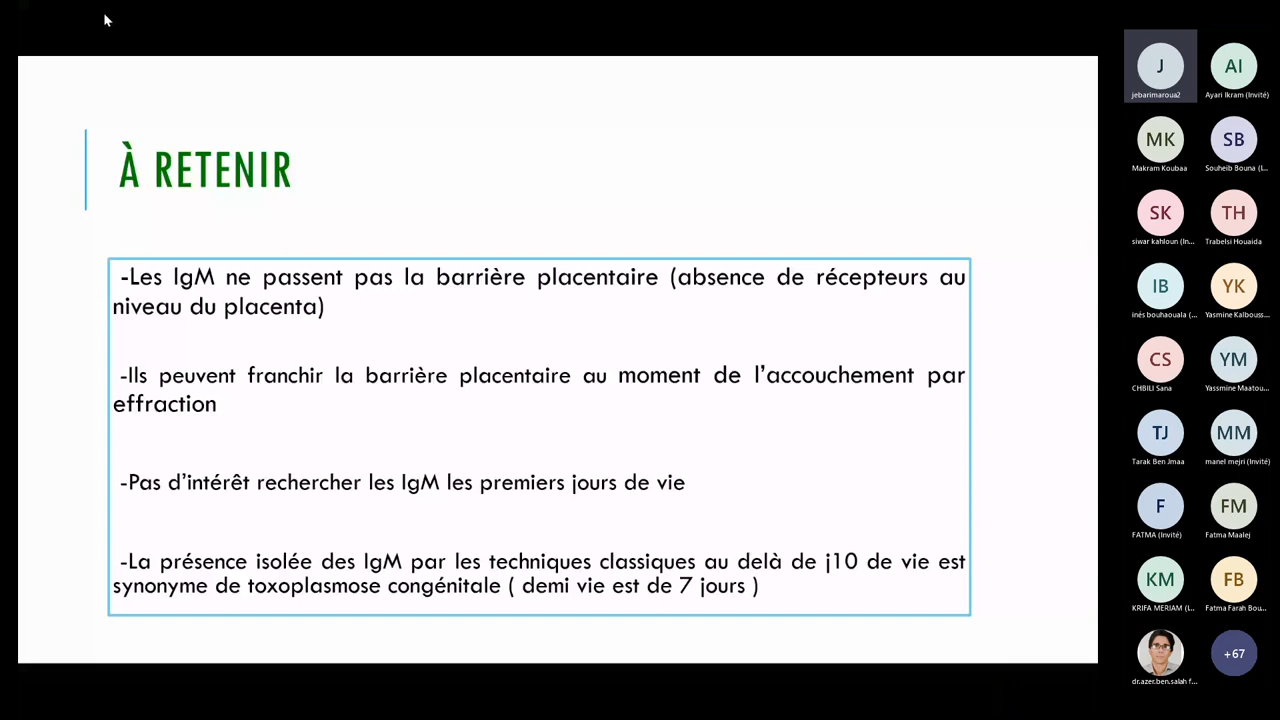 À RETENIR
-Les IgM ne passent pas la barrière placentaire (absence de récepteurs au
niveau du placenta)
-Ils peuvent franchir la barrière placentaire au moment de l'accouchement par
effraction
-Pas d'intérêt rechercher les IgM les premiers jours de vie
-La présence isolée des IgM par les techniques classiques au delà de j10 de vie est
synonyme de toxoplasmose congénitale ( demi vie est de 7 jours )
J
AI
jebarimaroua2
Ayari Ikram (Invité)
MK
SB
Makram Koubaa
Souheib Bouna (I...
SK
TH
siwar kahloun (In...
Trabelsi Houaida
IB
YK
inés bouhaouala (...
Yasmine Kalbouss...
CS
YM
CHBILI Sana
Yassmine Maatou...
TJ
MM
Tarak Ben Jmaa
manel mejri (Invité)
F
FM
FATMA (Invité)
Fatma Maalej
KM
FB
KRIFA MERIAM (I...
Fatma Farah Bou...
+67
dr.azer.ben.salah f...